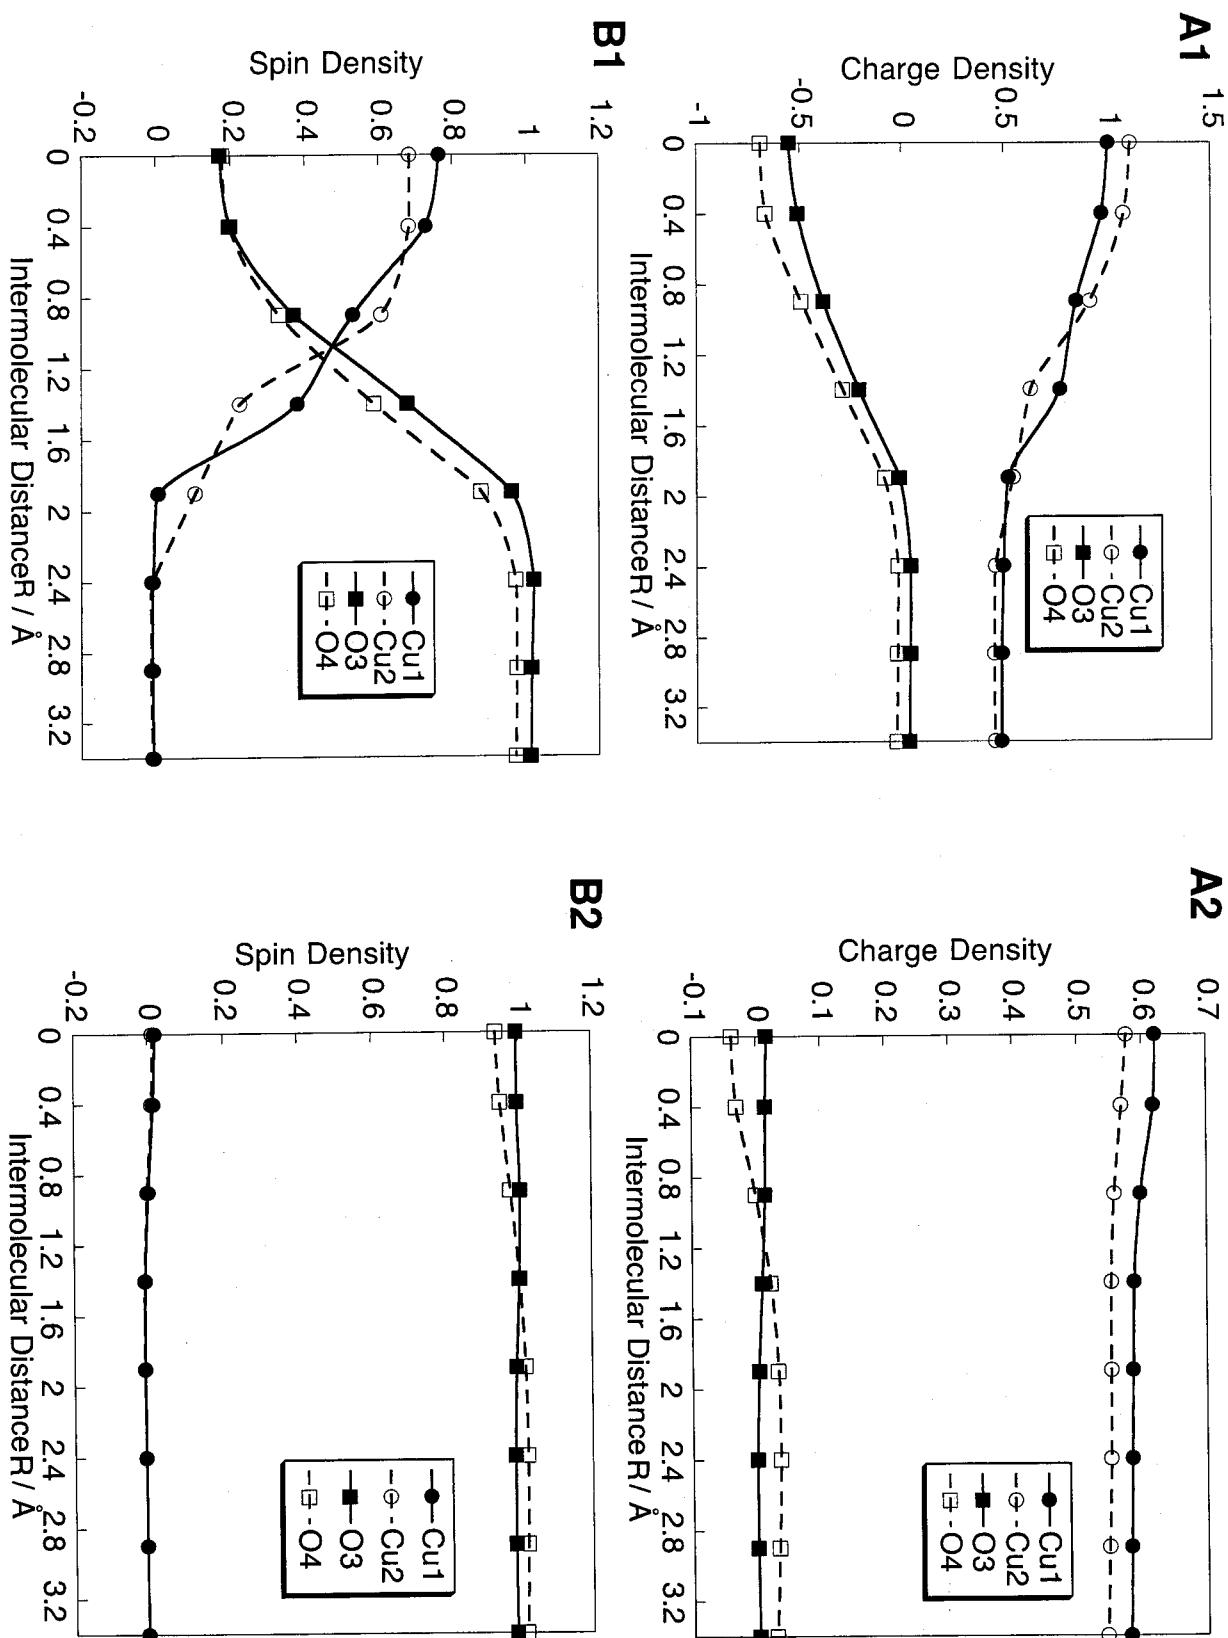 A1
Charge Density
1.5
1
0.5
0
-0.5
-1
0 0.4 0.8 1.2 1.6 2 2.4 2.8 3.2
Intermolecular Distance R / Å
Cu1
Cu2
O3
O4
A2
Charge Density
0.7
0.6
0.5
0.4
0.3
0.2
0.1
0.0
-0.1
0 0.4 0.8 1.2 1.6 2 2.4 2.8 3.2
Intermolecular Distance R / Å
Cu1
Cu2
O3
O4
B1
Spin Density
1.2
1
0.8
0.6
0.4
0.2
0
-0.2
0 0.4 0.8 1.2 1.6 2 2.4 2.8 3.2
Intermolecular Distance R / Å
Cu1
Cu2
O3
O4
B2
Spin Density
1.2
1
0.8
0.6
0.4
0.2
0
-0.2
0 0.4 0.8 1.2 1.6 2 2.4 2.8 3.2
Intermolecular Distance R / Å
Cu1
Cu2
O3
O4